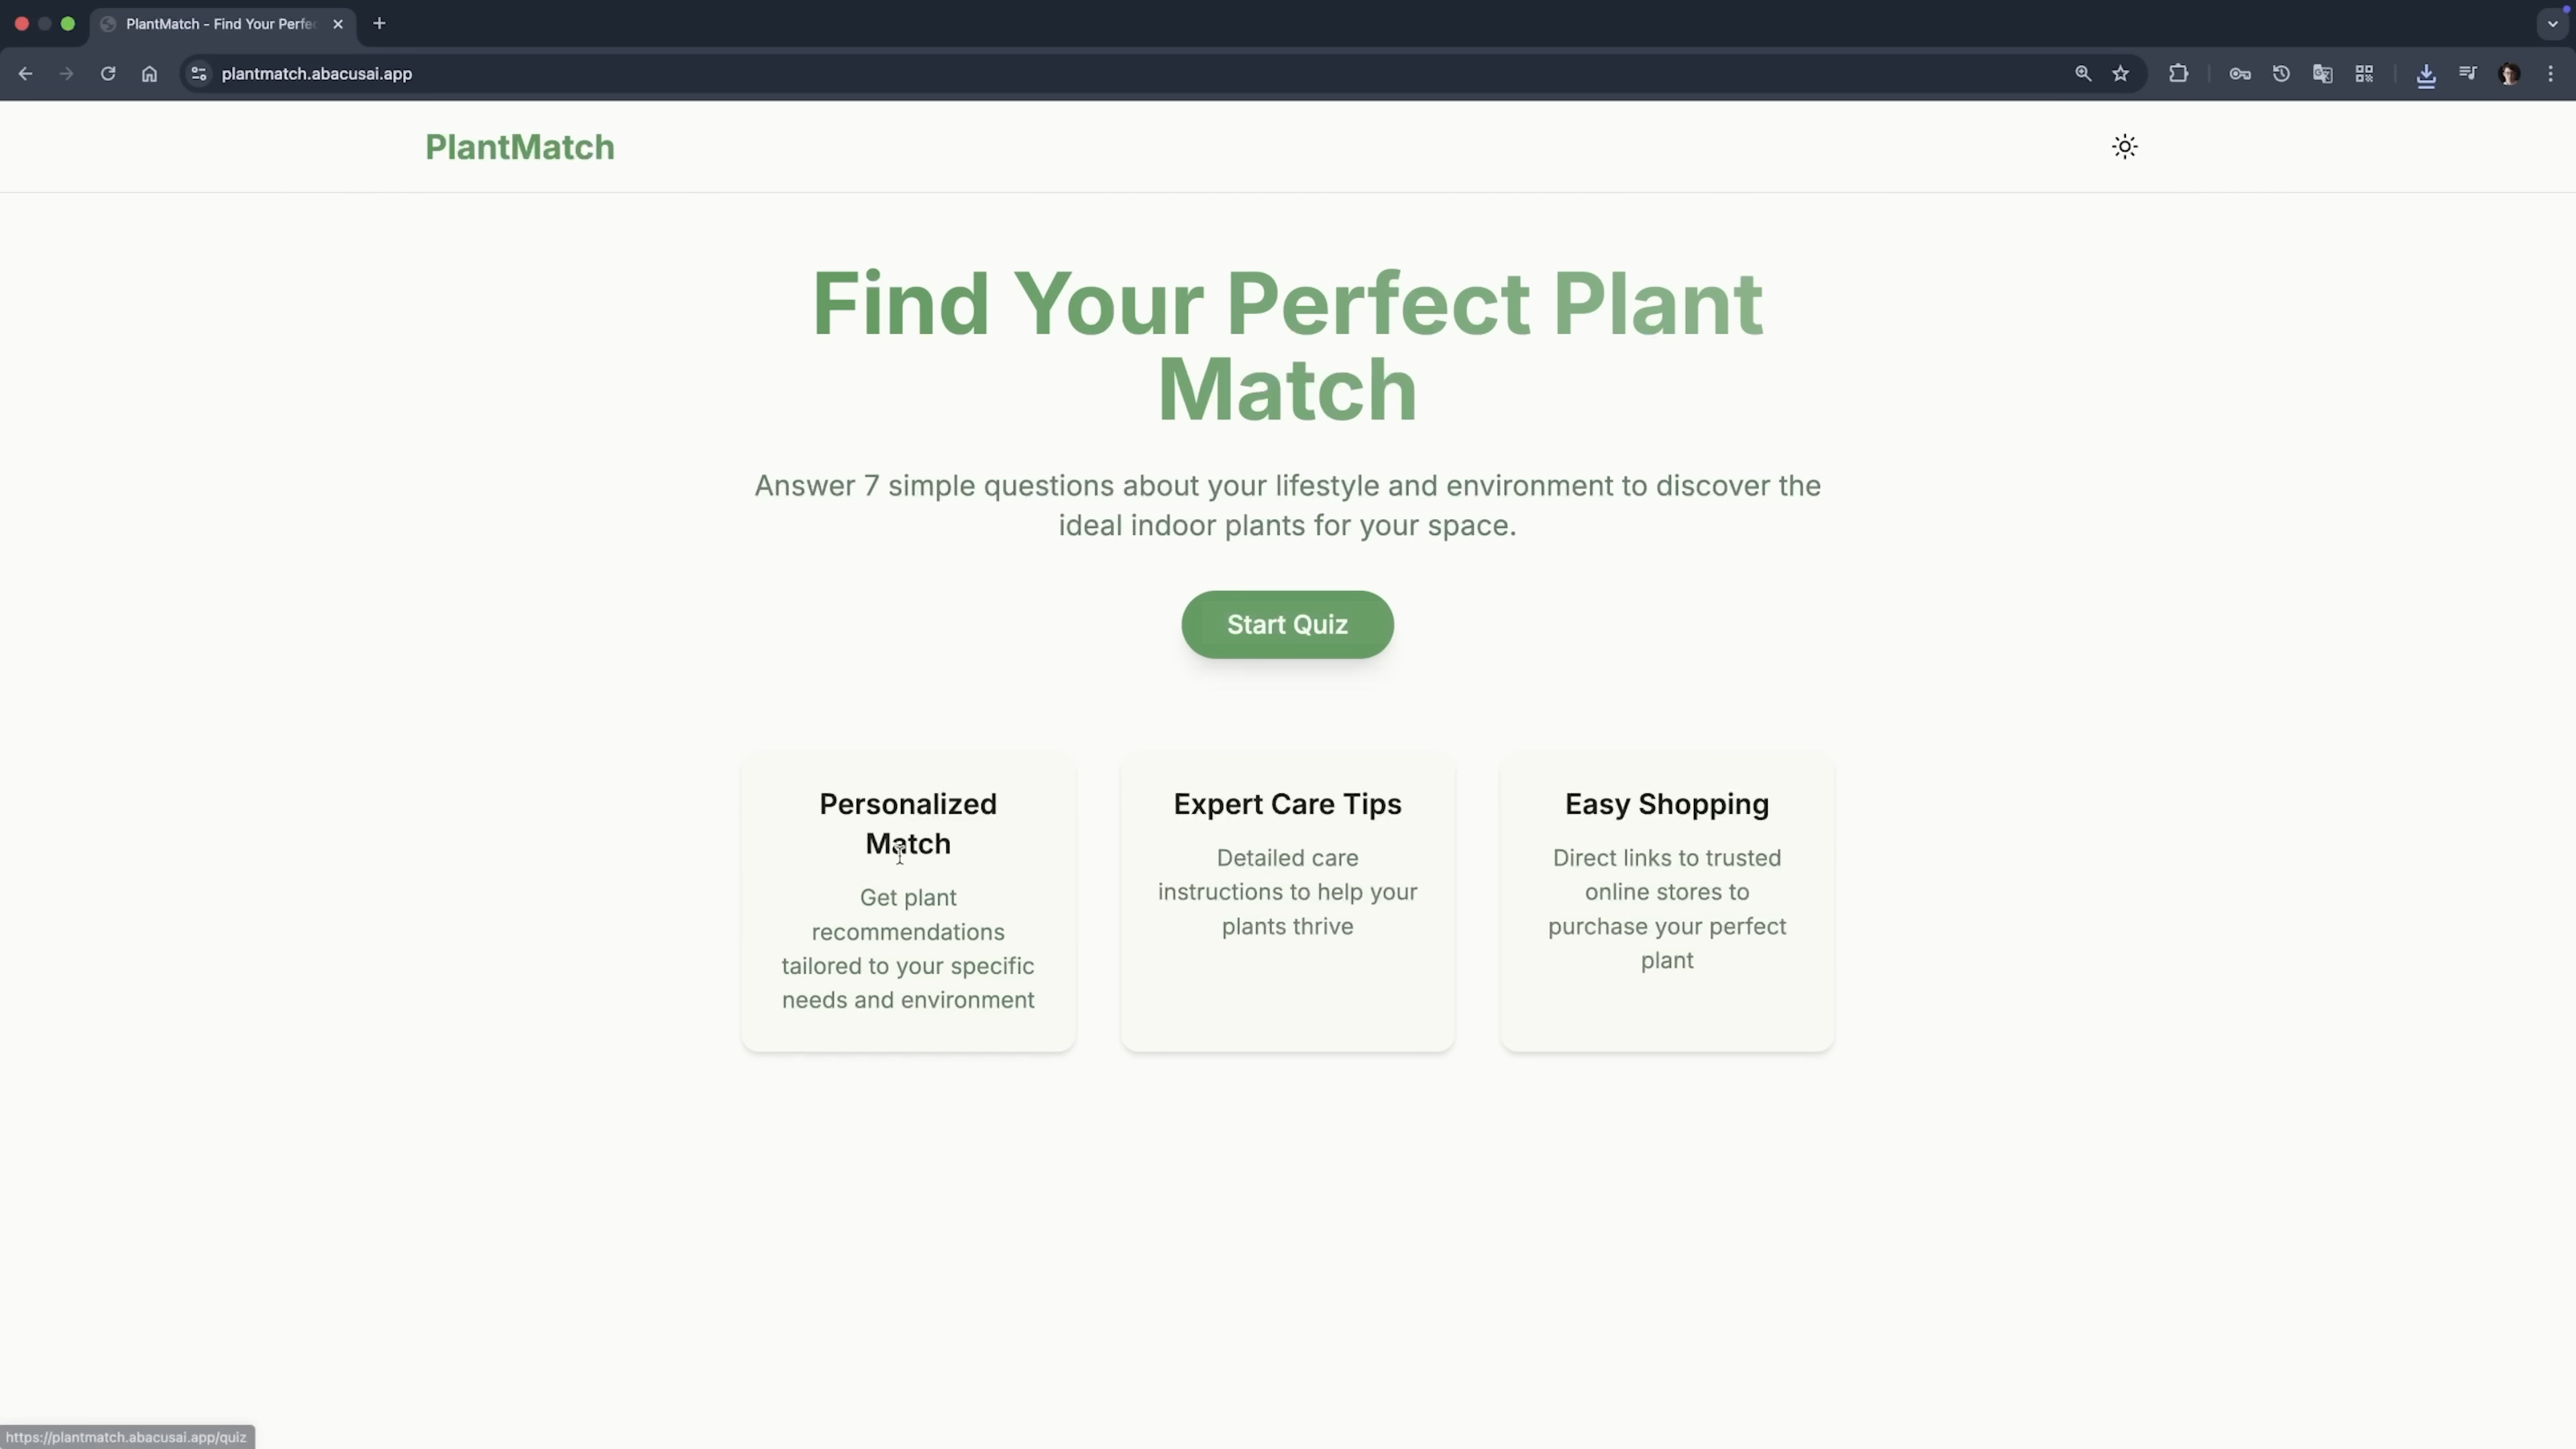 PlantMatch - Find Your Perfe
plantmatch.abacusai.app
PlantMatch
Find Your Perfect Plant
Match
Answer 7 simple questions about your lifestyle and environment to discover the
ideal indoor plants for your space.
Start Quiz
Personalized
Match
Get plant
recommendations
tailored to your specific
needs and environment
Expert Care Tips
Detailed care
instructions to help your
plants thrive
Easy Shopping
Direct links to trusted
online stores to
purchase your perfect
plant
https://plantmatch.abacusai.app/quiz